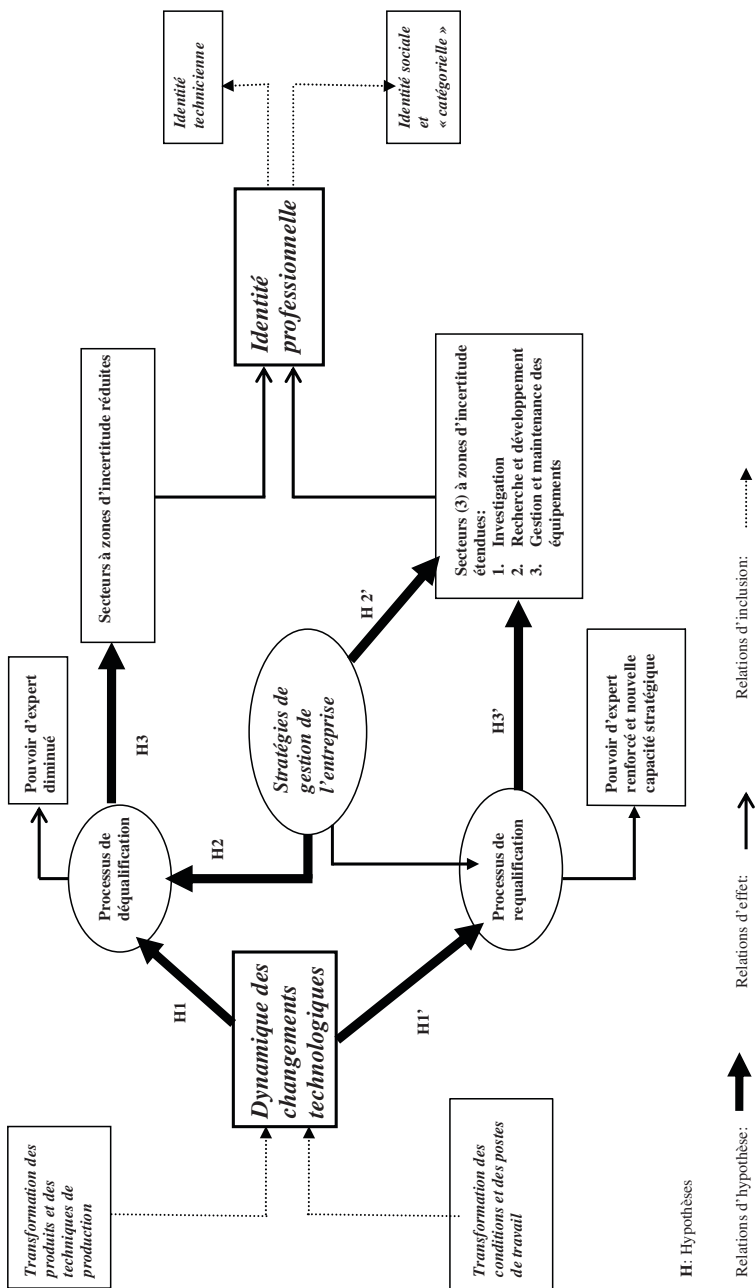 Transformation des
produits et des
techniques de
production
Transformation des
conditions et des postes
de travail
Dynamique des
changements
technologiques
H1
H1’
Processus de
déqualification
Pouvoir d’expert
diminué
H2
H3
Stratégies de
gestion de
l’entreprise
H 2’
Processus de
requalification
H3’
Pouvoir d’expert
renforcé et nouvelle
capacité stratégique
Secteurs à zones d’incertitude réduites
Secteurs (3) à zones d’incertitude
étendues:
1. Investigation
2. Recherche et développement
3. Gestion et maintenance des
équipements
Identité
professionnelle
Identité
technicienne
Identité sociale
et
« catégorielle »
H: Hypothèses
Relations d’hypothèse:
Relations d’effet:
Relations d’inclusion: